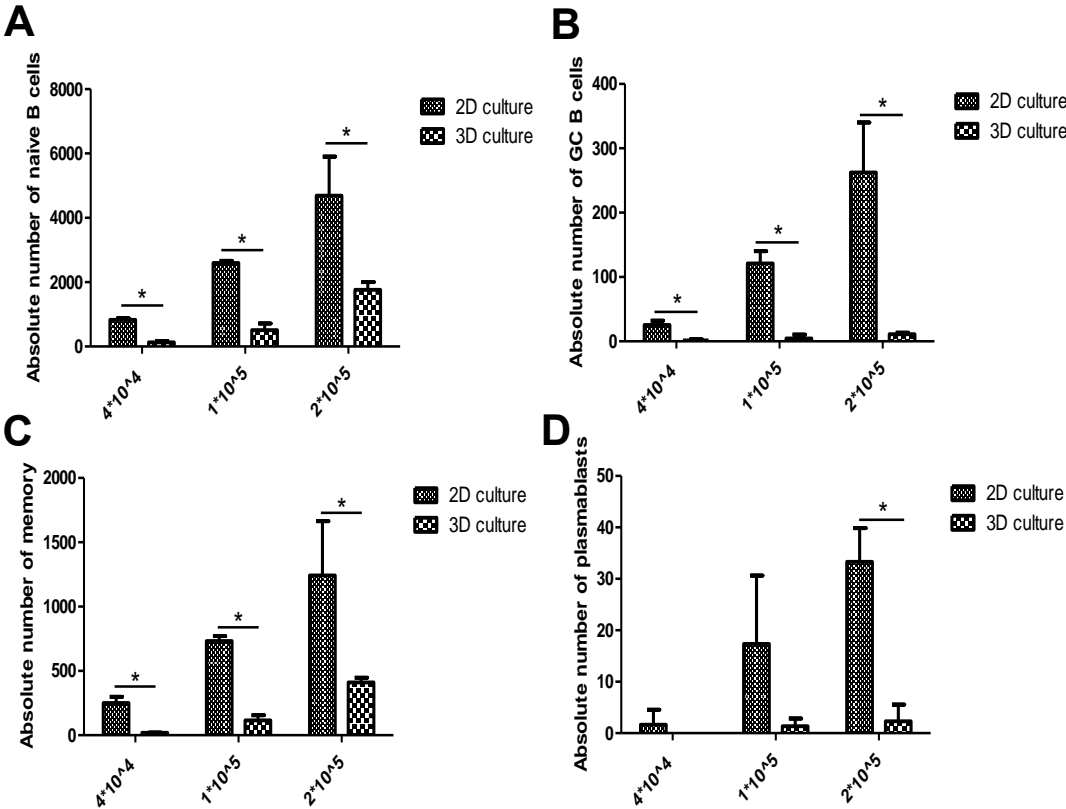 A
Absolute number of naive B cells
8000
6000
4000
2000
0
*
*
*
4*10^4
1*10^5
2*10^5
2D culture
3D culture
B
Absolute number of GC B cells
400
300
200
100
0
*
*
*
4*10^4
1*10^5
2*10^5
2D culture
3D culture
C
Absolute number of memory
2000
1500
1000
500
0
*
*
*
4*10^4
1*10^5
2*10^5
2D culture
3D culture
D
Absolute number of plasmablasts
50
40
30
20
10
0
*
4*10^4
1*10^5
2*10^5
2D culture
3D culture